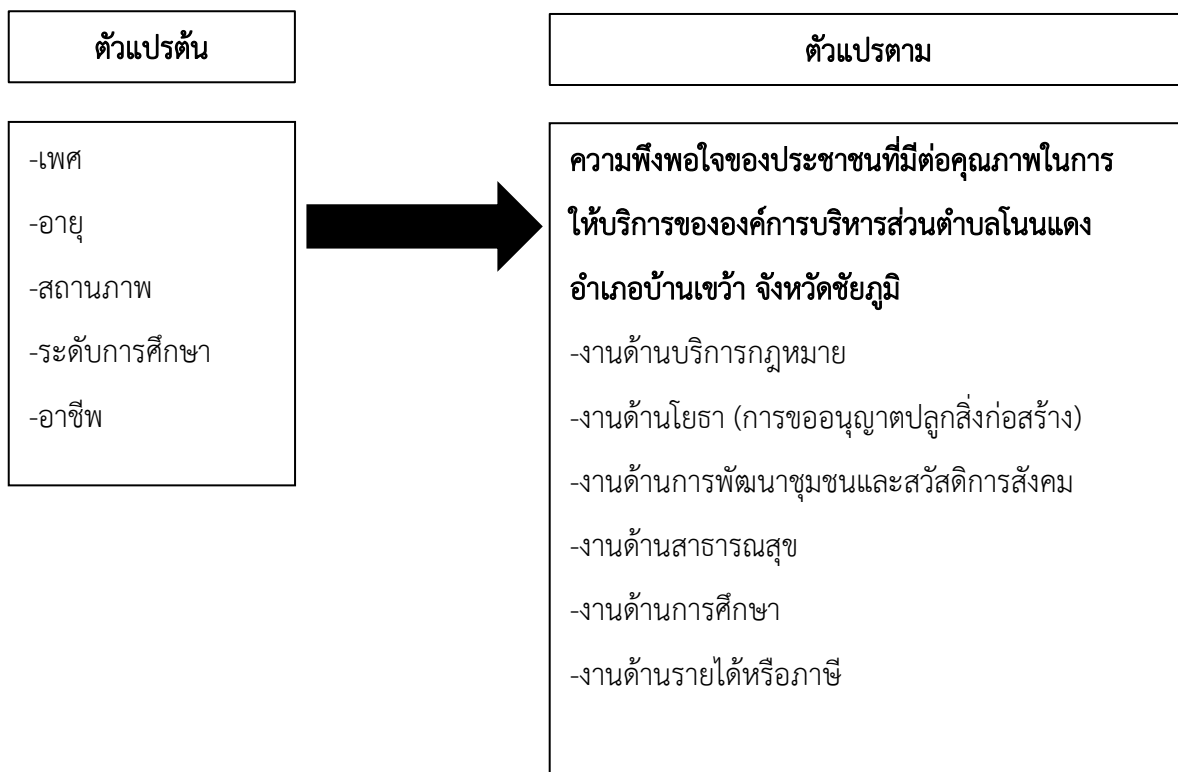 ตัวแปรต้น
-เพศ
-อายุ
-สถานภาพ
-ระดับการศึกษา
-อาชีพ
ตัวแปรตาม
ความพึงพอใจของประชาชนที่มีต่อคุณภาพในการ
ให้บริการขององค์การบริหารส่วนตำบลโนนแดง
อำเภอบ้านเขว้า จังหวัดชัยภูมิ
-งานด้านบริการกฎหมาย
-งานด้านโยธา (การขออนุญาตปลูกสิ่งก่อสร้าง)
-งานด้านการพัฒนาชุมชนและสวัสดิการสังคม
-งานด้านสาธารณสุข
-งานด้านการศึกษา
-งานด้านรายได้หรือภาษี